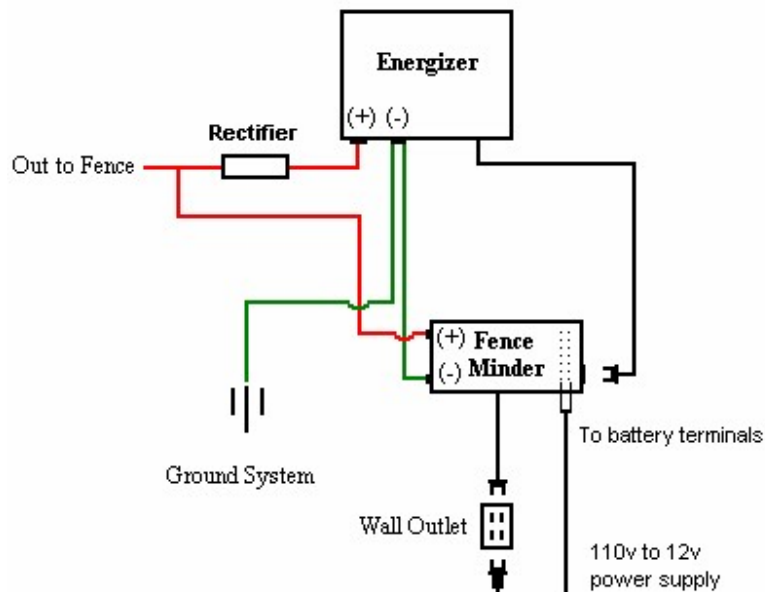 Energizer
(+) (-)
Rectifier
Out to Fence
(+) Fence
(-) Minder
To battery terminals
Ground System
Wall Outlet
110v to 12v
power supply